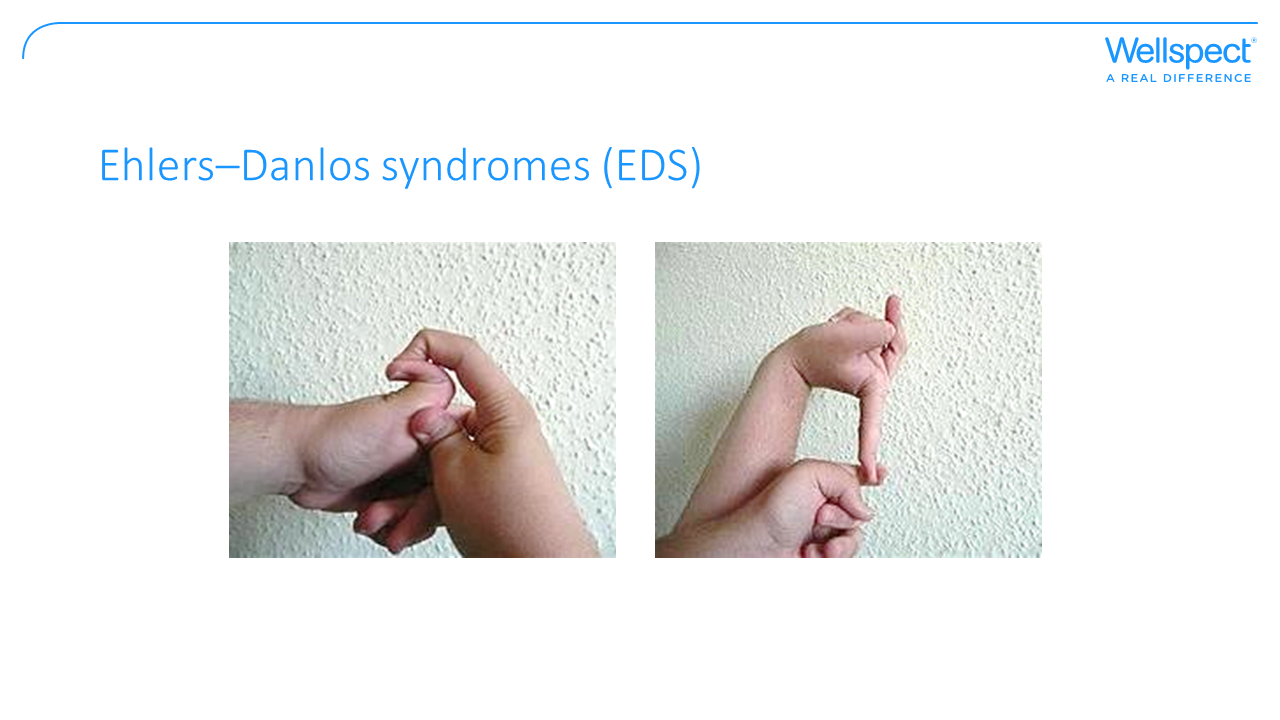 Wellspect®
A REAL DIFFERENCE
Ehlers–Danlos syndromes (EDS)